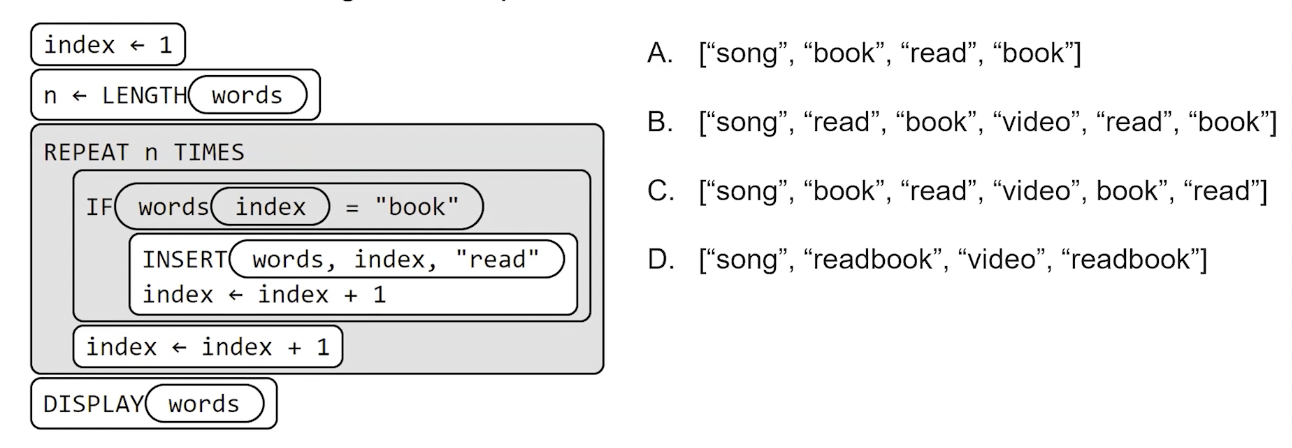 index ← 1
n ← LENGTH words
REPEAT n TIMES
IF words index = "book"
INSERT words, index, "read"
index ← index + 1
index ← index + 1
DISPLAY words
A. [“song”, “book”, “read”, “book”]
B. [“song”, “read”, “book”, “video”, “read”, “book”]
C. [“song”, “book”, “read”, “video”, book”, “read”]
D. [“song”, “readbook”, “video”, “readbook”]